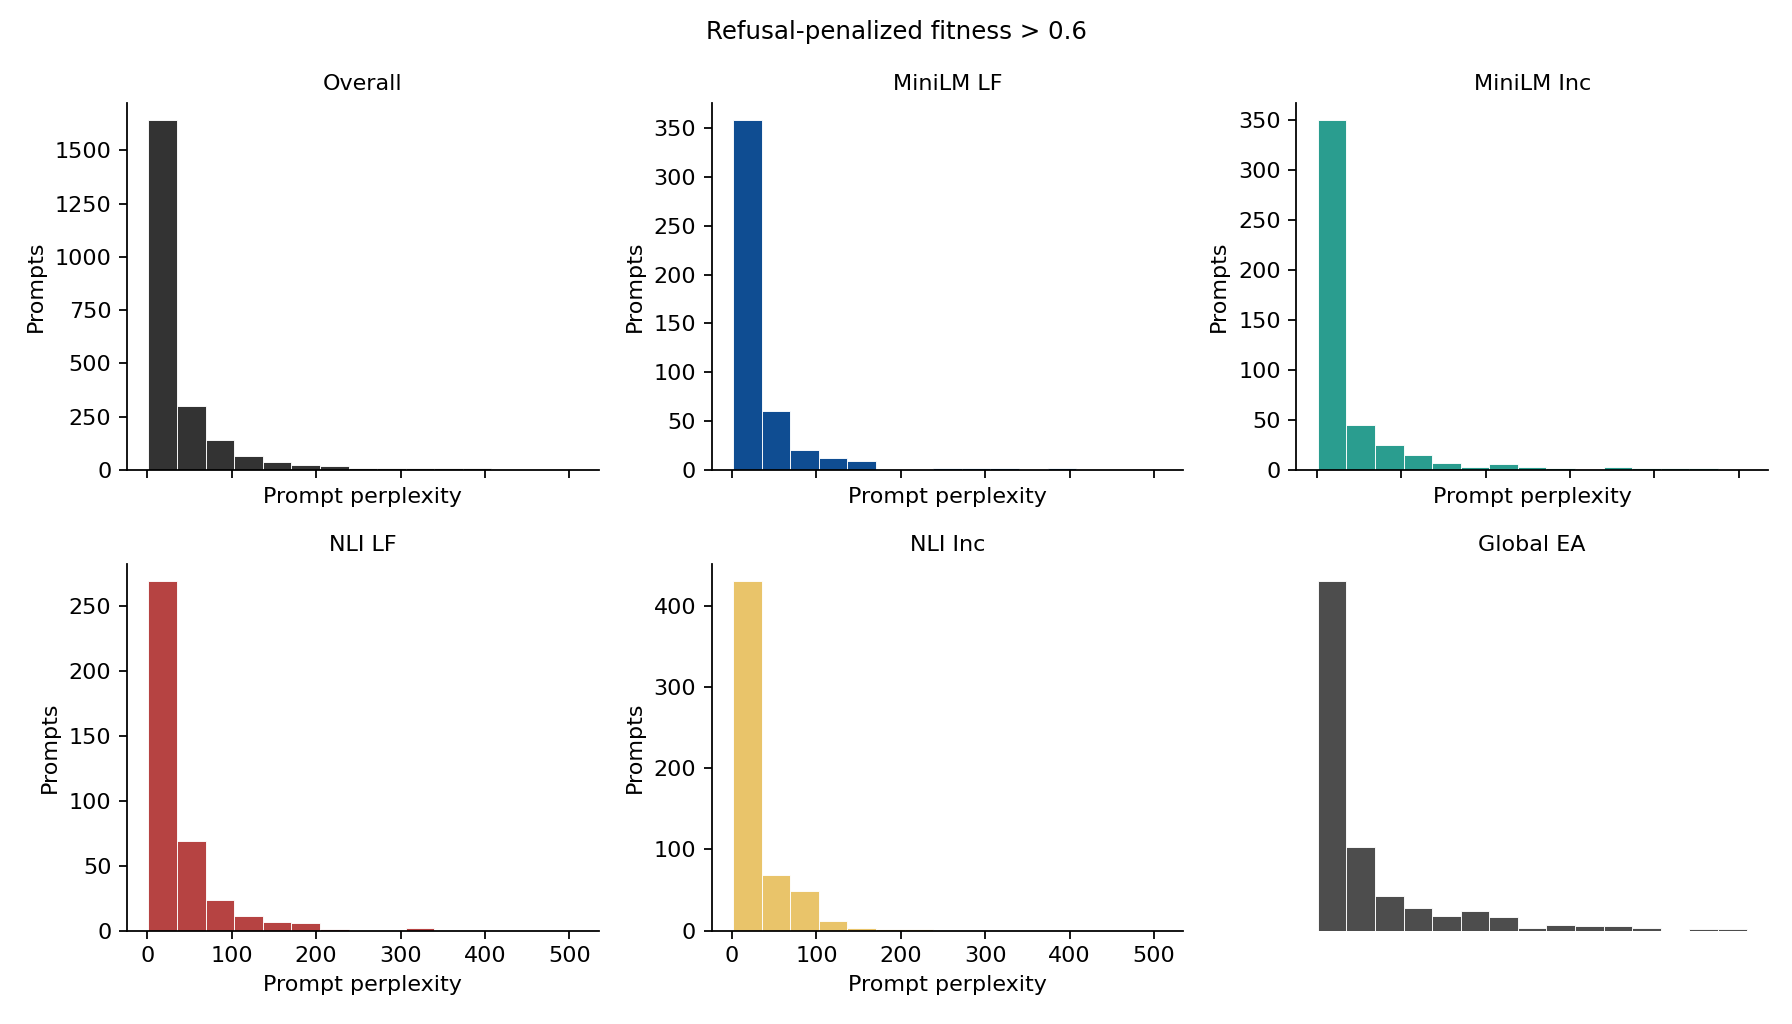 Refusal-penalized fitness > 0.6
Overall
1500
1250
1000
750
500
250
0
Prompts
Prompt perplexity
MiniLM LF
350
300
250
200
150
100
50
0
Prompts
Prompt perplexity
MiniLM Inc
350
300
250
200
150
100
50
0
Prompts
Prompt perplexity
NLI LF
250
200
150
100
50
0
Prompts
0 100 200 300 400 500
Prompt perplexity
NLI Inc
400
300
200
100
0
Prompts
0 100 200 300 400 500
Prompt perplexity
Global EA